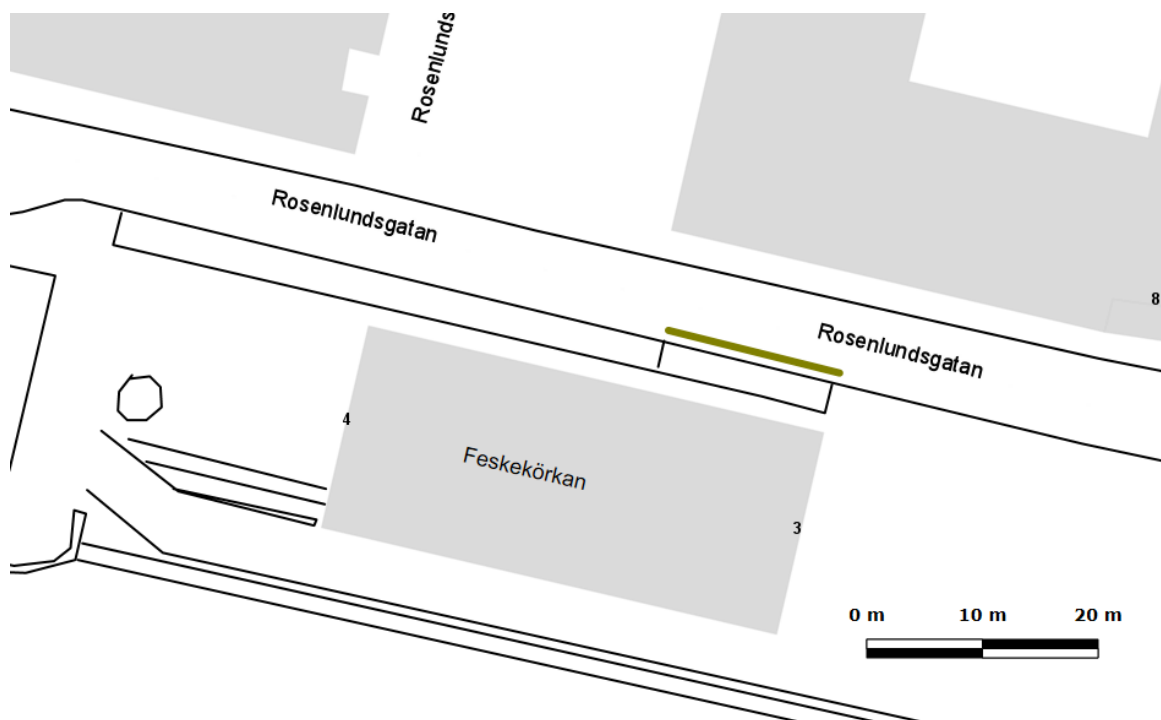 Rosenlunds
Rosenlundsgatan
8
Rosenlundsgatan
4
Feskekörkan
3
0 m 10 m 20 m